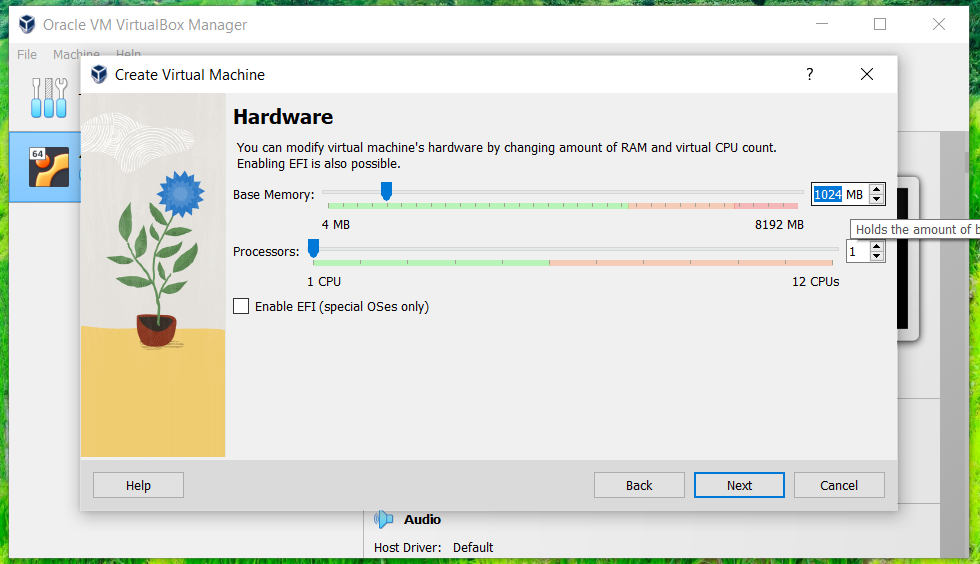 Oracle VM VirtualBox Manager
File Machine Help
Create Virtual Machine
?
64
Hardware
You can modify virtual machine's hardware by changing amount of RAM and virtual CPU count.
Enabling EFI is also possible.
Base Memory:
1024 MB
4 MB
8192 MB
Holds the amount of b
Processors:
1
1 CPU
12 CPUs
Enable EFI (special OSes only)
Help
Back
Next
Cancel
Audio
Host Driver: Default